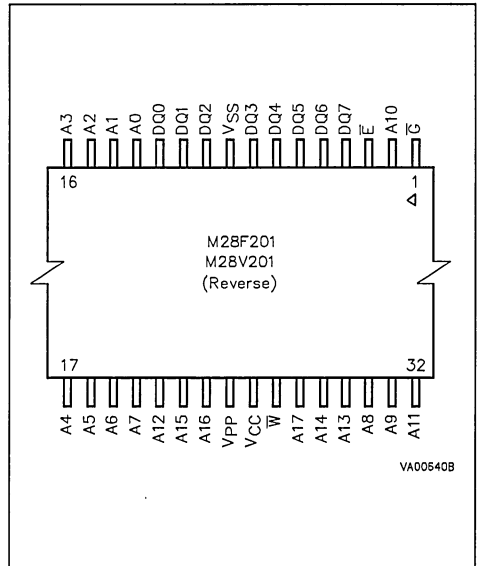 A3 A2 A1 A0 DQ0 DQ1 DQ2 VSS DQ3 DQ4 DQ5 DQ6 DQ7 E̅ A10 G̅
16 1
M28F201
M28V201
(Reverse)
17 32
A4 A5 A6 A7 A12 A15 A16 VPP VCC W̅ A17 A14 A13 A8 A9 A11
VA00640B